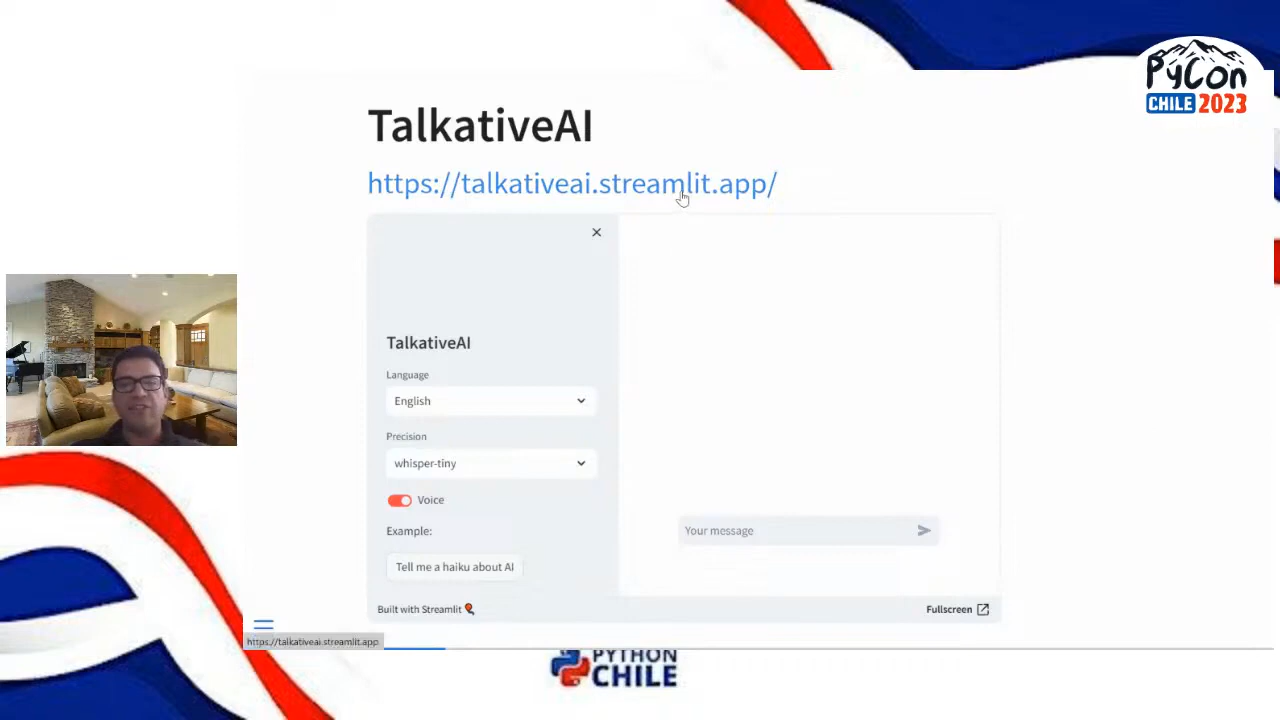 PyCon
CHILE 2023
TalkativeAI
https://talkativeai.streamlit.app/
TalkativeAI
Language
English
Precision
whisper-tiny
Voice
Example:
Tell me a haiku about AI
Your message
Built with Streamlit
Fullscreen
https://talkativeai.streamlit.app
PYTHON
CHILE